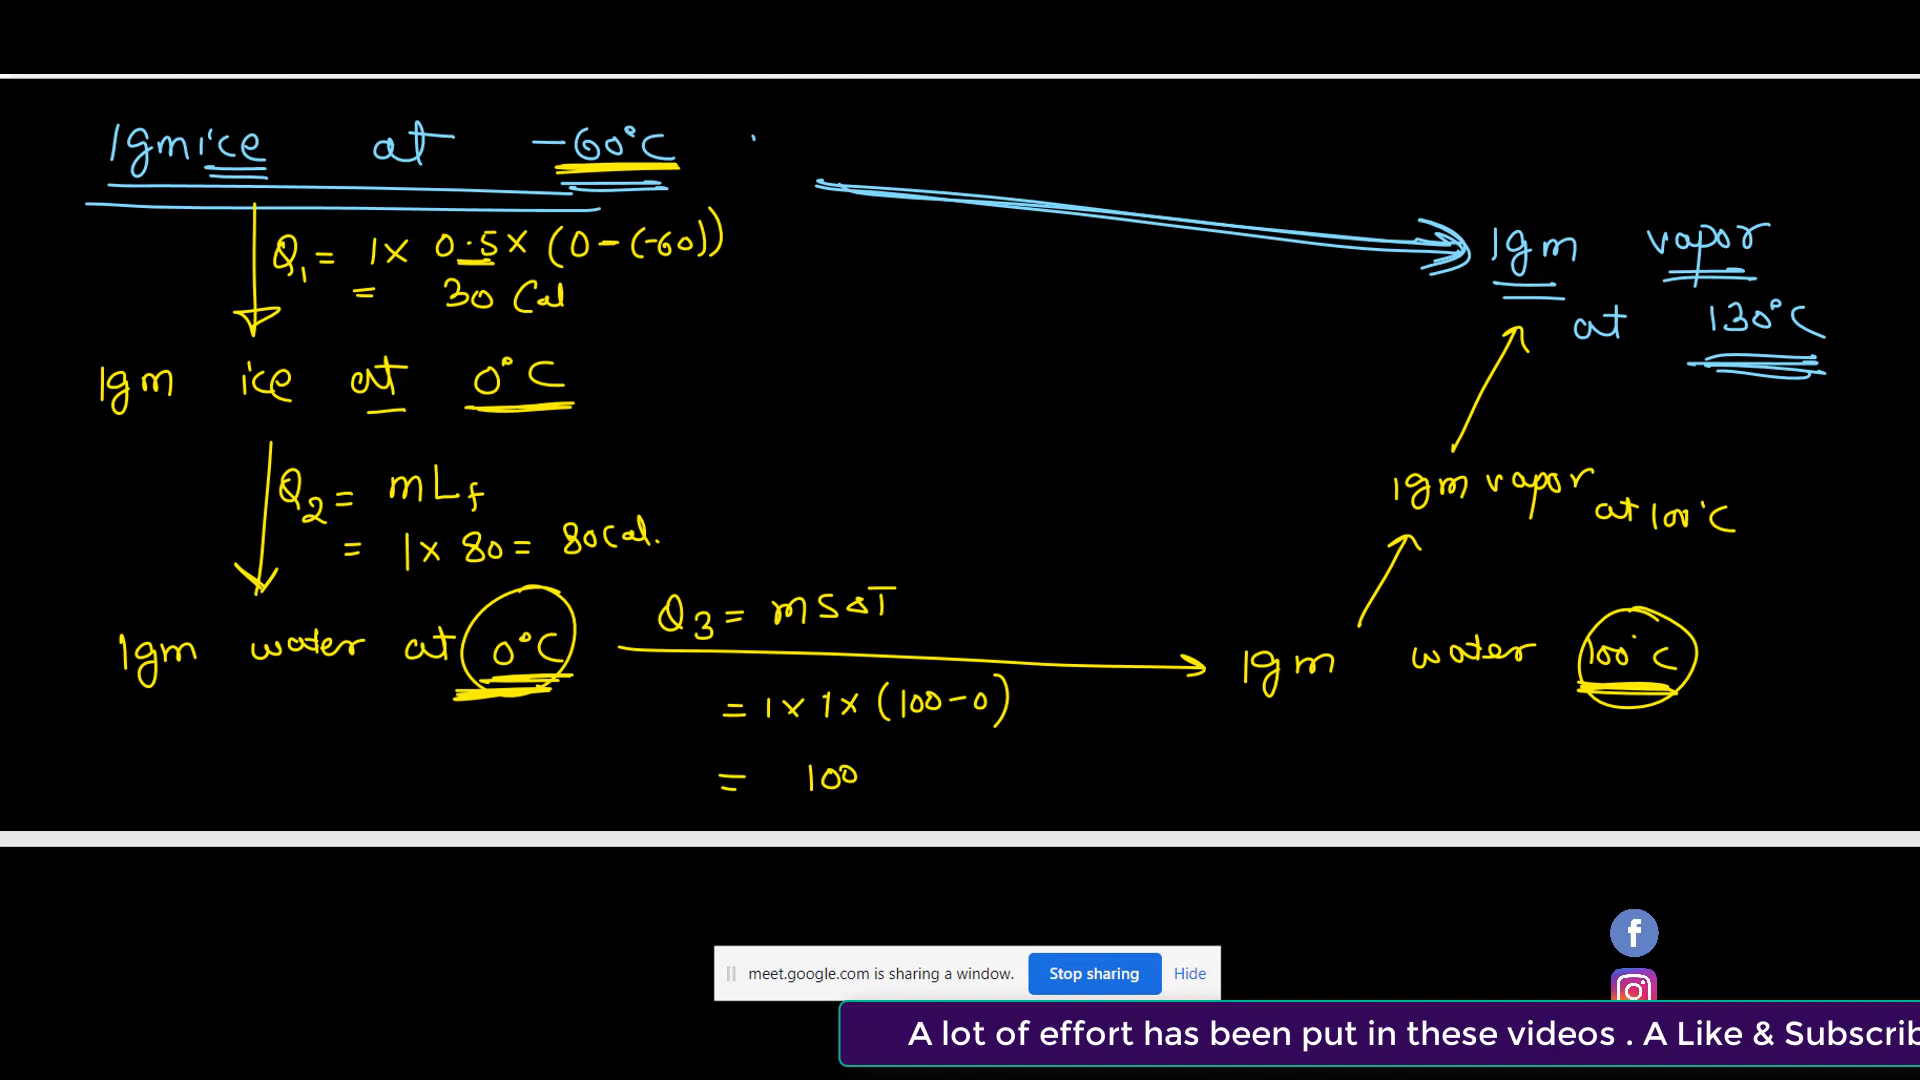 1gm ice at -60°C
1gm vapor
at 130°C
Q₁ = 1 × 0.5 × (0 - (-60))
= 30 Cal
1gm ice at 0°C
Q₂ = mLf
= 1 × 80 = 80 Cal.
1gm vapor at 100°C
1gm water at 0°C
Q₃ = m S ΔT
1gm water 100°C
= 1 × 1 × (100 - 0)
= 100
meet.google.com is sharing a window. Stop sharing Hide
f
A lot of effort has been put in these videos . A Like & Subscrib